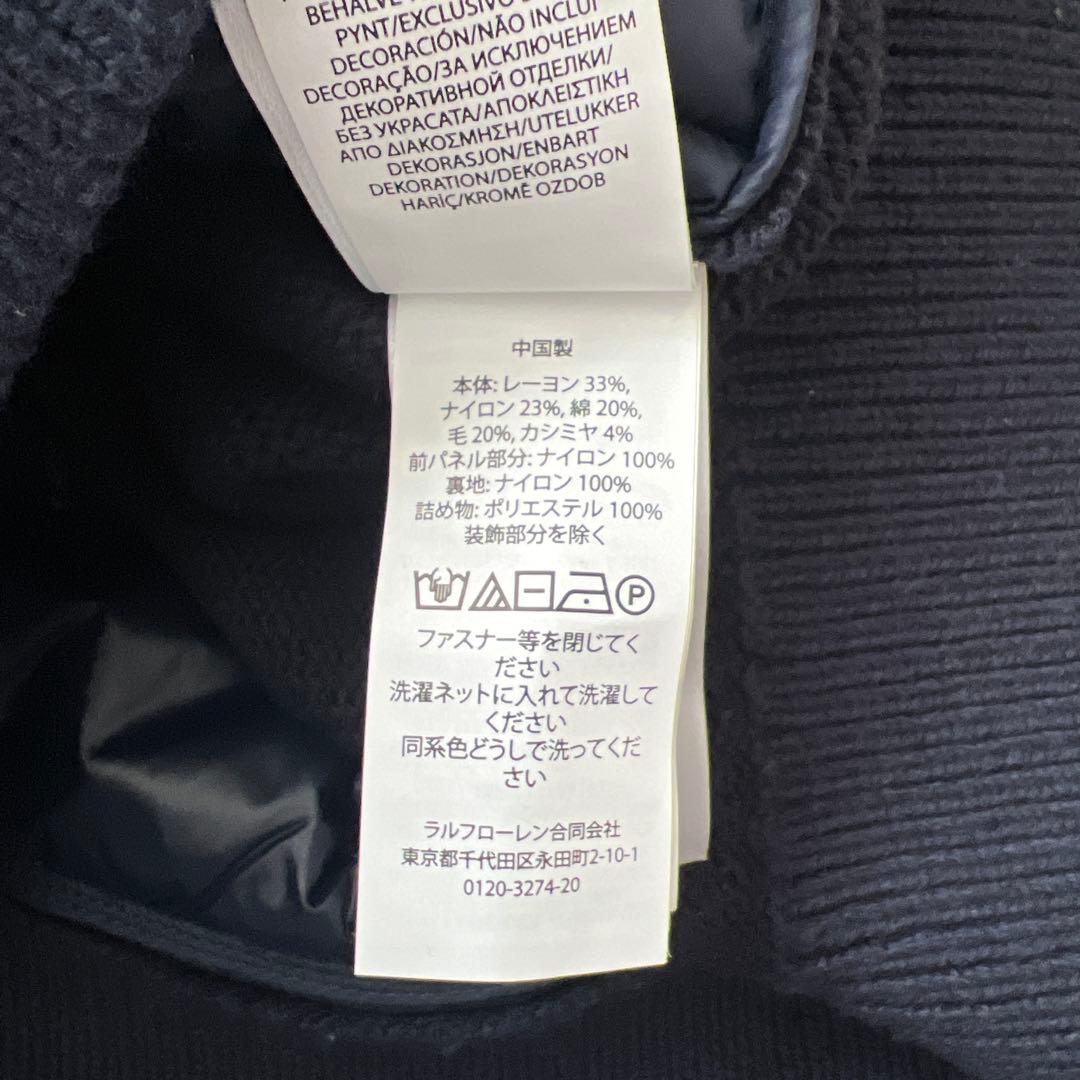 BEHALVE
PYNT/EXCLUSIVO
DECORACIÓN/NÃO INCLUI
DECORAÇÃO/ЗА ИСКЛЮЧЕНИЕМ
ДЕКОРАТИВНОЙ ОТДЕЛКИ/
БЕЗ УКРАСАТА/ΑΠΟΚΛΕΙΣΤΙΚΗ
ΑΠΟ ΔΙΑΚΟΣΜΗΣΗ/UTELUKKER
DEKORASJON/ENBART
DEKORATION/DEKORASYON
HARİÇ/KROMĚ OZDOB
中国製
本体: レーヨン 33%,
ナイロン 23%, 綿 20%,
毛 20%, カシミヤ 4%
前パネル部分: ナイロン 100%
裏地: ナイロン 100%
詰め物: ポリエステル 100%
装飾部分を除く
P
ファスナー等を閉じてく
ださい
洗濯ネットに入れて洗濯して
ください
同系色どうしで洗ってくだ
さい
ラルフローレン合同会社
東京都千代田区永田町2-10-1
0120-3274-20